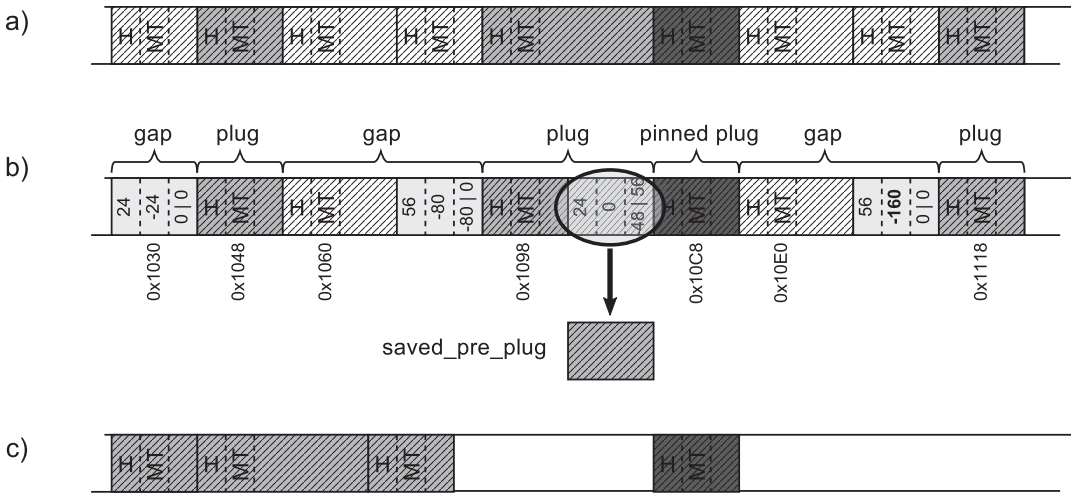 a)
H MT H MT H MT H MT H MT H MT H MT H MT H MT
gap plug gap plug pinned plug gap plug
b)
24 -24 0 | 0 H MT H MT 56 -80 -80 | 0 H MT 24 0 -48 | 56 H MT H MT 56 -160 0 | 0 H MT
0x1030 0x1048 0x1060 0x1098 0x10C8 0x10E0 0x1118
saved_pre_plug
c)
H MT H MT H MT H MT